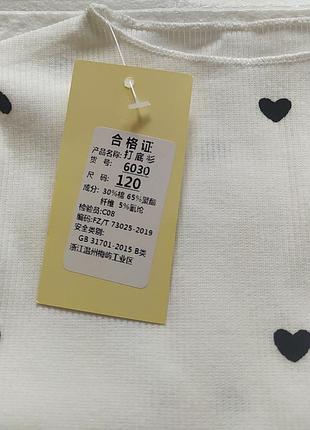 合格证
产品名称: 打底衫
货 号: 6030
尺 码: 120
成分: 30%棉 65%聚酯
纤维 5%氨纶
检验员:C08
编码:FZ/T 73025-2019
安全类别:
GB 31701-2015 B类
浙江温州梅屿工业区